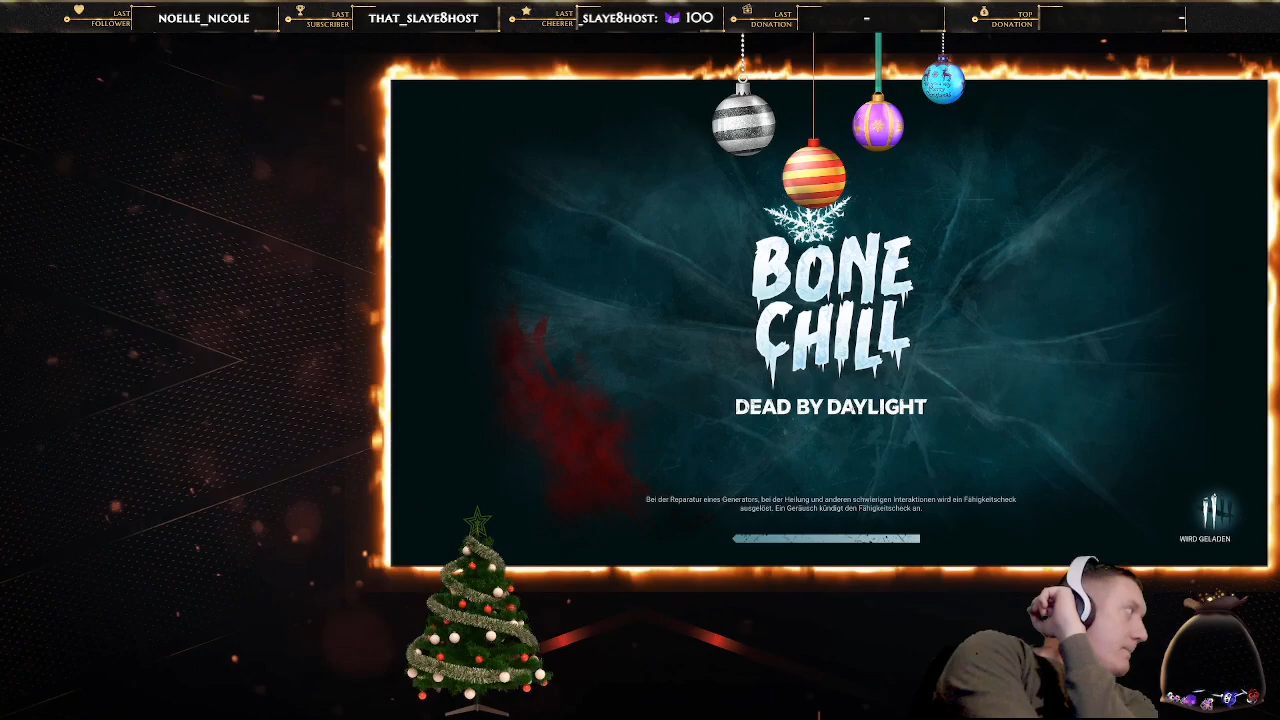 LAST FOLLOWER
NOELLE_NICOLE
LAST SUBSCRIBER
THAT_SLAYE8HOST
LAST CHEERER
_SLAYE8HOST: 100
LAST DONATION
-
TOP DONATION
-
BONE
CHILL
DEAD BY DAYLIGHT
Bei der Reparatur eines Generators, bei der Heilung und anderen schwierigen Interaktionen wird ein Fähigkeitscheck
ausgelöst. Ein Geräusch kündigt den Fähigkeitscheck an.
WIRD GELADEN